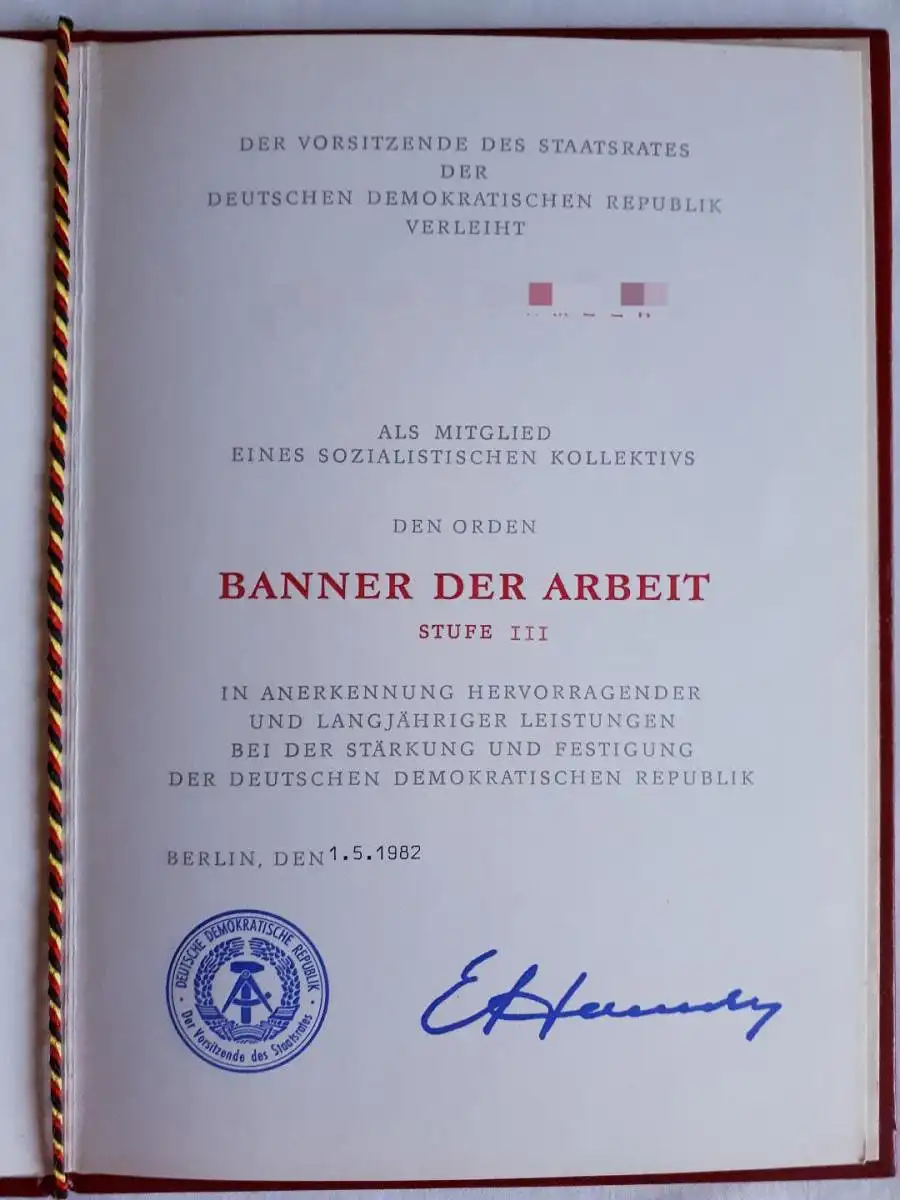 DER VORSITZENDE DES STAATSRATES
DER
DEUTSCHEN DEMOKRATISCHEN REPUBLIK
VERLEIHT
ALS MITGLIED
EINES SOZIALISTISCHEN KOLLEKTIVS
DEN ORDEN
BANNER DER ARBEIT
STUFE III
IN ANERKENNUNG HERVORRAGENDER
UND LANGJÄHRIGER LEISTUNGEN
BEI DER STÄRKUNG UND FESTIGUNG
DER DEUTSCHEN DEMOKRATISCHEN REPUBLIK
BERLIN, DEN 1.5.1982
DEUTSCHE DEMOKRATISCHE REPUBLIK
Der Vorsitzende des Staatsrates